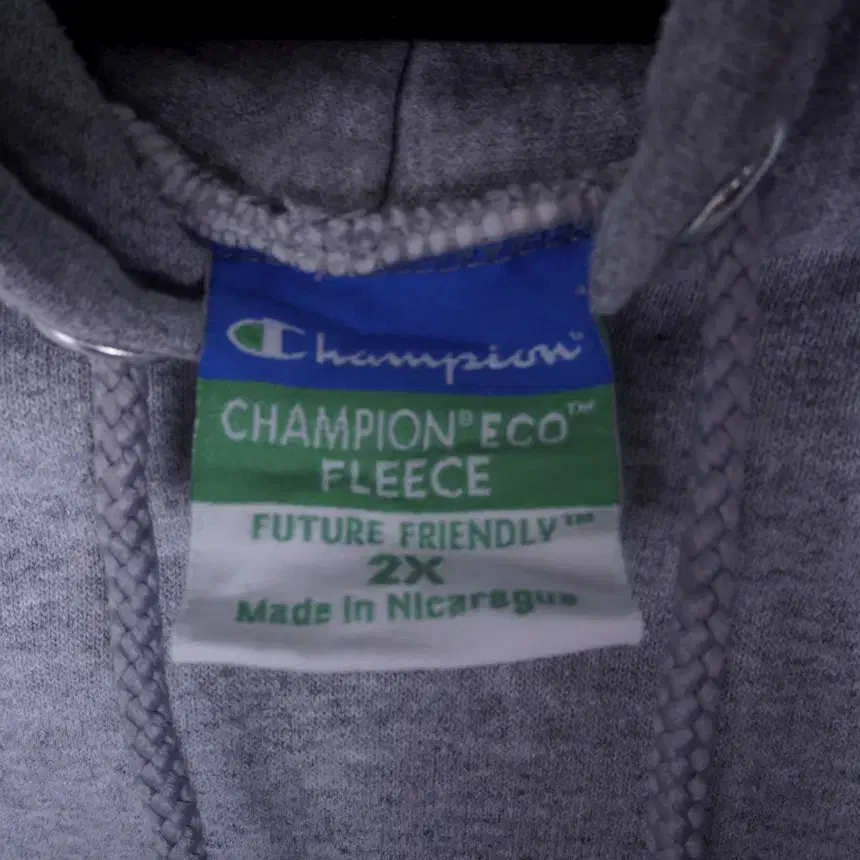 Champion®
CHAMPION® ECO™
FLEECE
FUTURE FRIENDLY™
2X
Made in Nicaragua